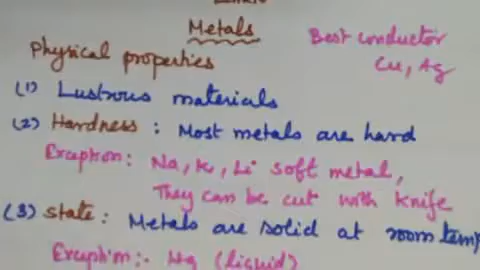 Metals
Best conductor
Physical properties
Cu, Ag
(1) Lustrous materials
(2) Hardness : Most metals are hard
Exception: Na, K, Li soft metal,
They can be cut with knife
(3) State : Metals are solid at room temp
Exception:- Hg (liquid)